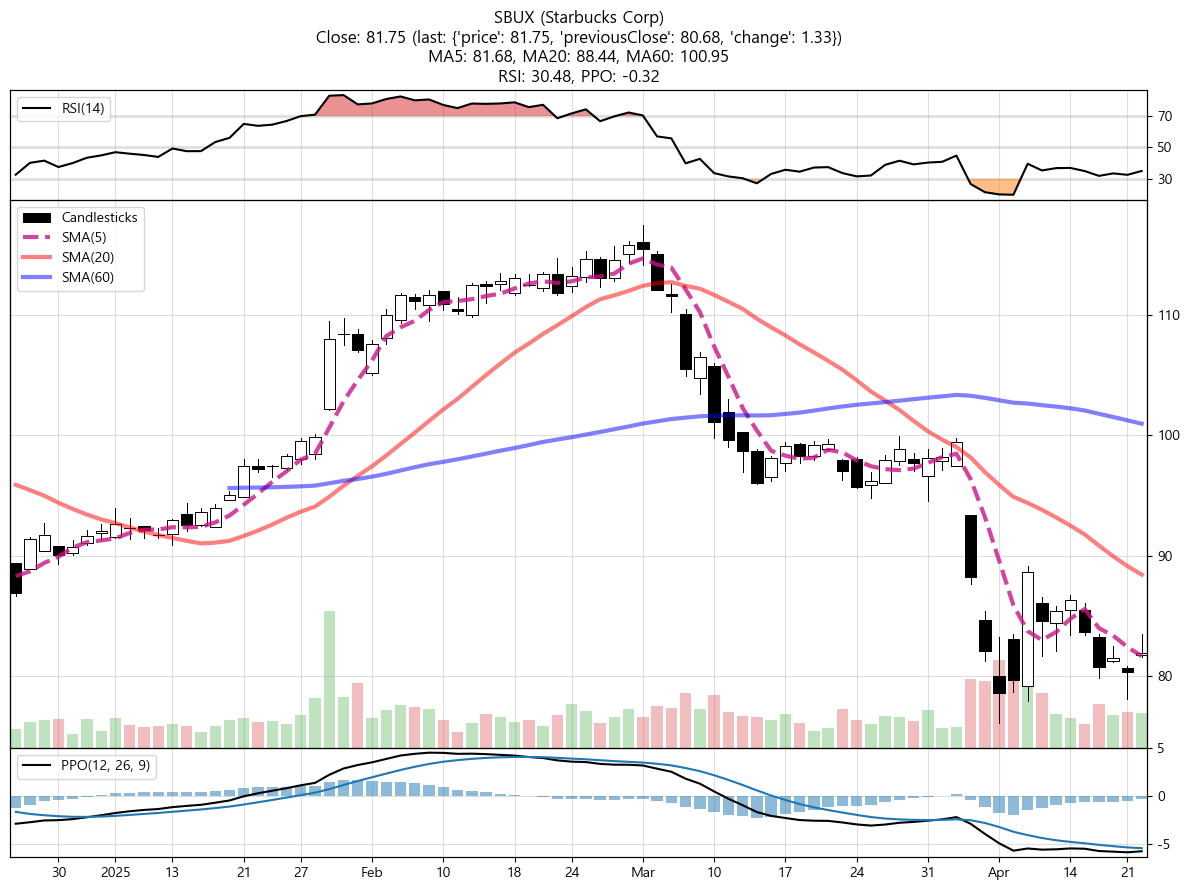 SBUX (Starbucks Corp)
Close: 81.75 (last: {'price': 81.75, 'previousClose': 80.68, 'change': 1.33})
MA5: 81.68, MA20: 88.44, MA60: 100.95
RSI: 30.48, PPO: -0.32
RSI(14)
70
50
30
Candlesticks
SMA(5)
SMA(20)
SMA(60)
110
100
90
80
PPO(12, 26, 9)
5
0
-5
30 2025 13 21 27 Feb 10 18 24 Mar 10 17 24 31 Apr 14 21